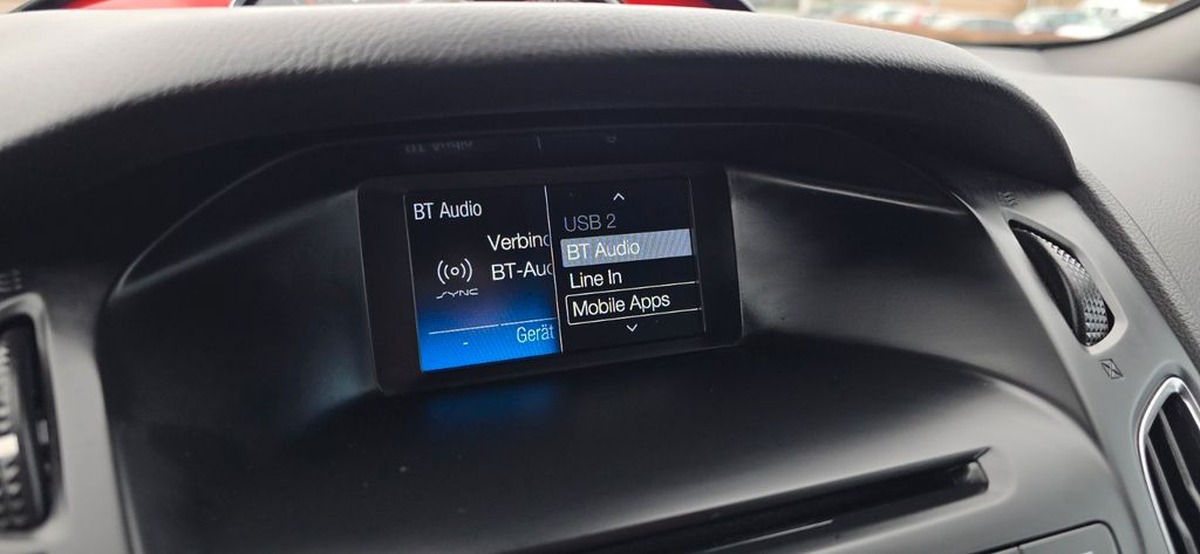 BT Audio
Verbind
BT-Aud
SYNC
-
Gerät
USB 2
BT Audio
Line In
Mobile Apps